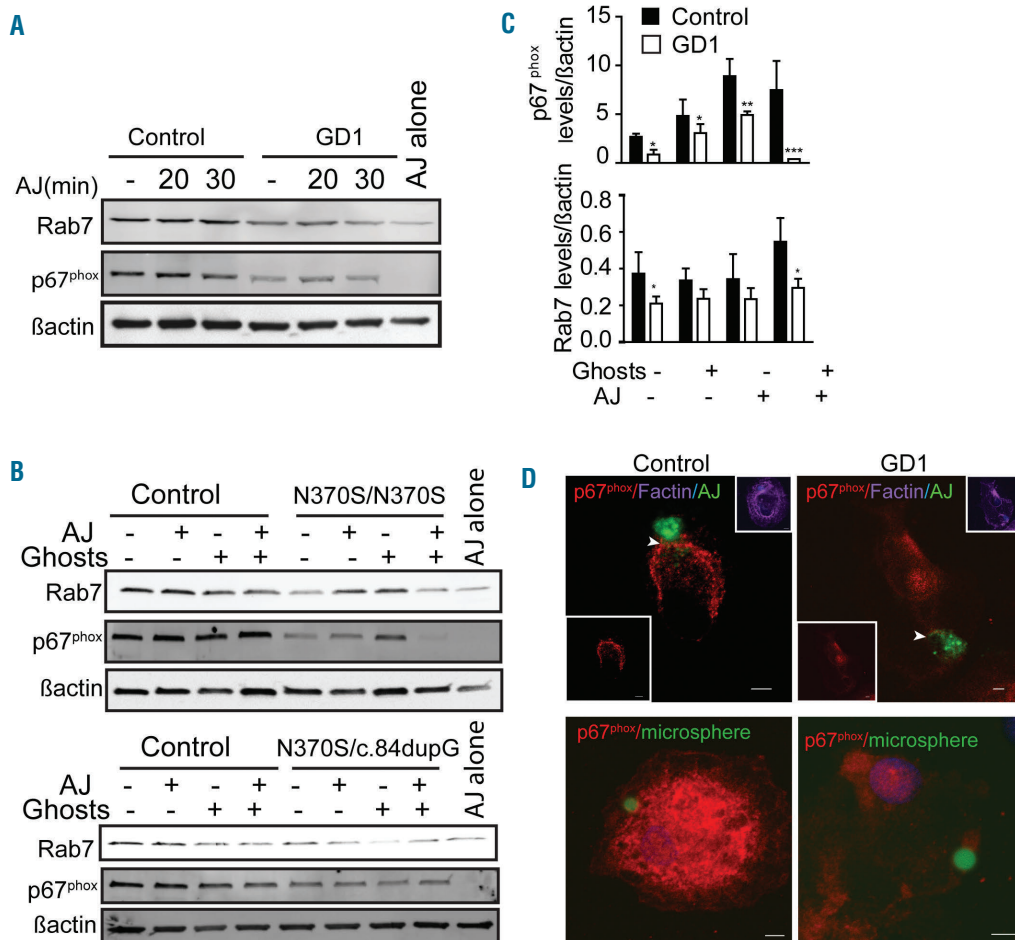 A
Control GD1 AJ alone
AJ(min) - 20 30 - 20 30
Rab7
p67phox
ßactin
C
Control
GD1
p67phox levels/ßactin
15
10
5
0
* * ** ***
Rab7 levels/ßactin
0.8
0.6
0.4
0.2
0.0
* *
Ghosts - + - +
AJ - - + +
B
Control N370S/N370S AJ alone
AJ - + - + - + - +
Ghosts - - + + - - + +
Rab7
p67phox
ßactin
Control N370S/c.84dupG AJ alone
AJ - + - + - + - +
Ghosts - - + + - - + +
Rab7
p67phox
ßactin
D
Control GD1
p67phox/Factin/AJ p67phox/Factin/AJ
p67phox/microsphere p67phox/microsphere